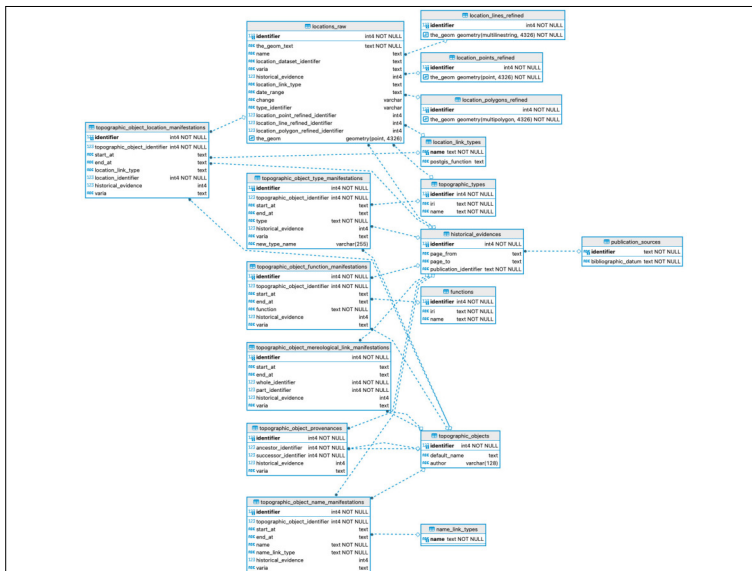 locations_raw
identifier int4 NOT NULL
the_geom_text text NOT NULL
name text
location_dataset_identifer text
varia text
historical_evidence int4
location_link_type text
date_range text
change varchar
type_identifier varchar
location_point_refined_identifier int4
location_line_refined_identifier int4
location_polygon_refined_identifier int4
the_geom geometry(point, 4326)
location_lines_refined
identifier int4 NOT NULL
the_geom geometry(multilinestring, 4326) NOT NULL
location_points_refined
identifier int4 NOT NULL
the_geom geometry(point, 4326) NOT NULL
location_polygons_refined
identifier int4 NOT NULL
the_geom geometry(multipolygon, 4326) NOT NULL
topographic_object_location_manifestations
identifier int4 NOT NULL
topographic_object_identifier int4 NOT NULL
start_at text
end_at text
location_link_type text
location_identifier int4 NOT NULL
historical_evidence int4
varia text
location_link_types
name text NOT NULL
postgis_function text
topographic_object_type_manifestations
identifier int4 NOT NULL
topographic_object_identifier int4 NOT NULL
start_at text
end_at text
type text NOT NULL
historical_evidence int4
varia text
new_type_name varchar(255)
topographic_types
identifier int4 NOT NULL
iri text NOT NULL
name text NOT NULL
historical_evidences
identifier int4 NOT NULL
page_from text
page_to text
publication_identifier text NOT NULL
publication_sources
identifier text NOT NULL
bibliographic_datum text NOT NULL
topographic_object_function_manifestations
identifier int4 NOT NULL
topographic_object_identifier int4 NOT NULL
start_at text
end_at text
function text NOT NULL
historical_evidence int4
varia text
functions
identifier int4 NOT NULL
iri text NOT NULL
name text NOT NULL
topographic_object_mereological_link_manifestations
identifier int4 NOT NULL
start_at text
end_at text
whole_identifier int4 NOT NULL
part_identifier int4 NOT NULL
historical_evidence int4
varia text
topographic_object_provenances
identifier int4 NOT NULL
ancestor_identifier int4 NOT NULL
successor_identifier int4 NOT NULL
historical_evidence int4
varia text
topographic_objects
identifier int4 NOT NULL
default_name text
author varchar(128)
topographic_object_name_manifestations
identifier int4 NOT NULL
topographic_object_identifier int4 NOT NULL
start_at text
end_at text
name text NOT NULL
name_link_type text NOT NULL
historical_evidence int4
varia text
name_link_types
name text NOT NULL